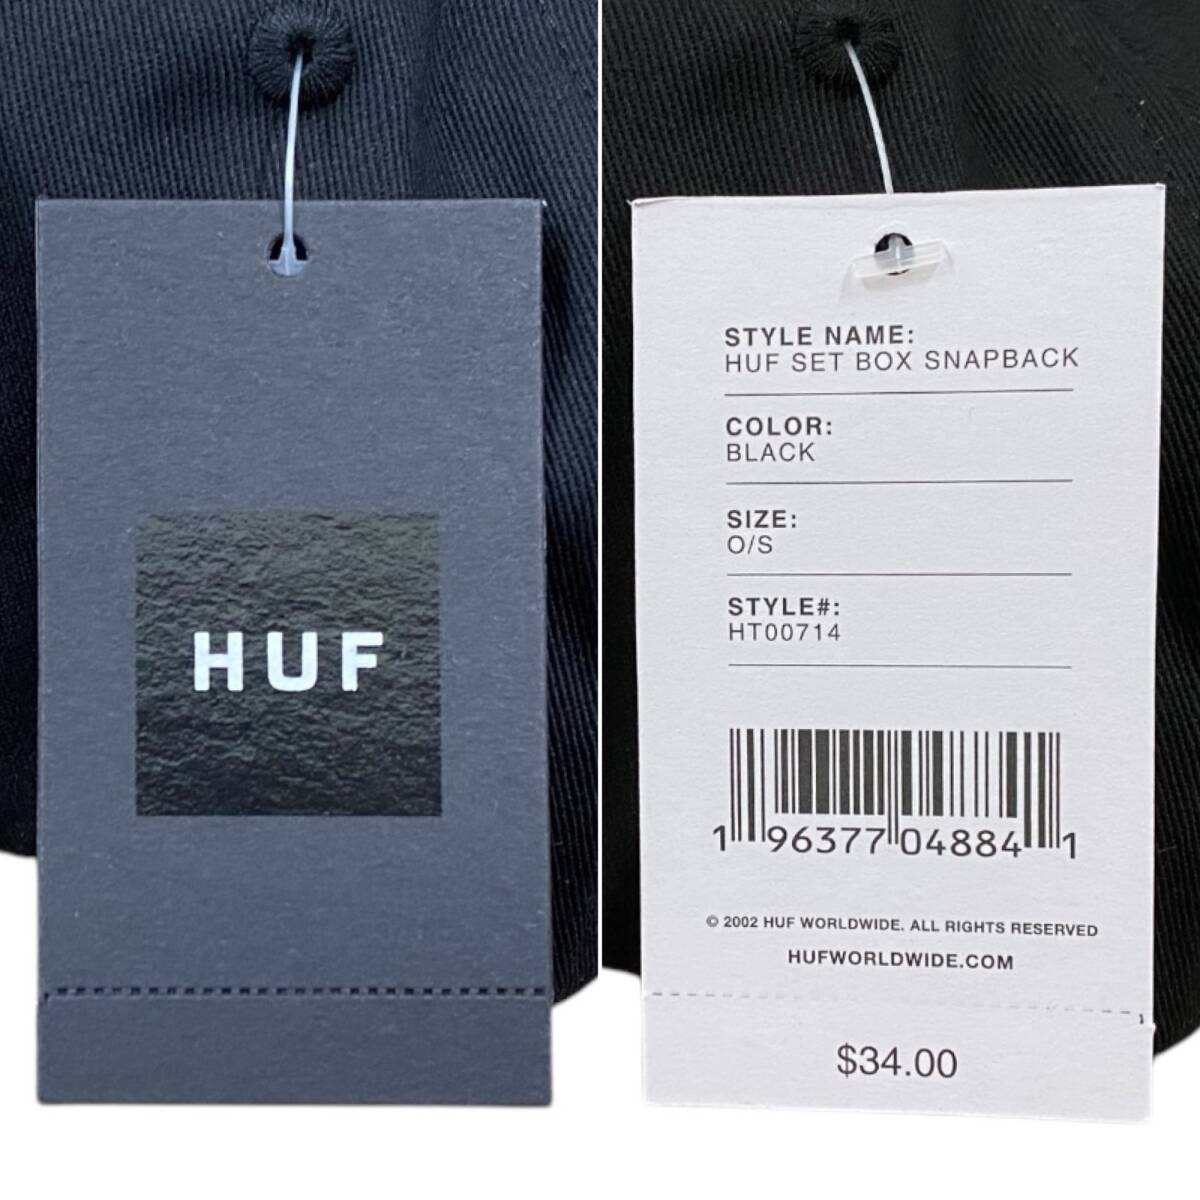 HUF
STYLE NAME:
HUF SET BOX SNAPBACK
COLOR:
BLACK
SIZE:
O/S
STYLE#:
HT00714
1 96377 04884 1
© 2002 HUF WORLDWIDE. ALL RIGHTS RESERVED
HUFWORLDWIDE.COM
$34.00